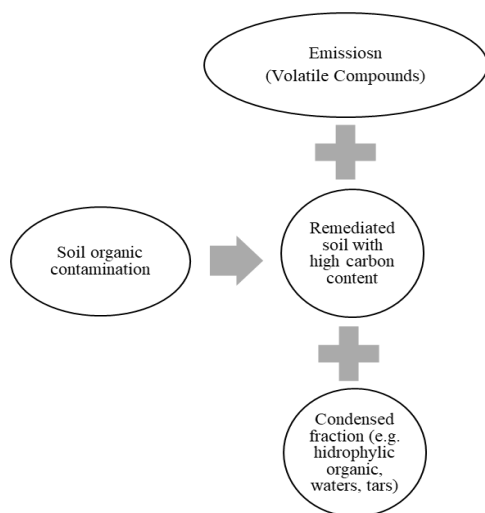 Emissiosn
(Volatile Compounds)
Soil organic
contamination
Remediated
soil with
high carbon
content
Condensed
fraction (e.g.
hidrophylic
organic,
waters, tars)